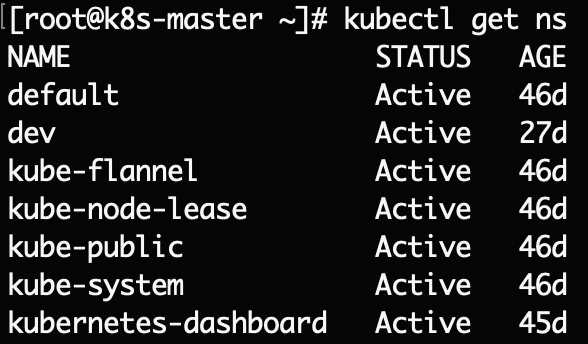 [[root@k8s-master ~]# kubectl get ns
NAME STATUS AGE
default Active 46d
dev Active 27d
kube-flannel Active 46d
kube-node-lease Active 46d
kube-public Active 46d
kube-system Active 46d
kubernetes-dashboard Active 45d